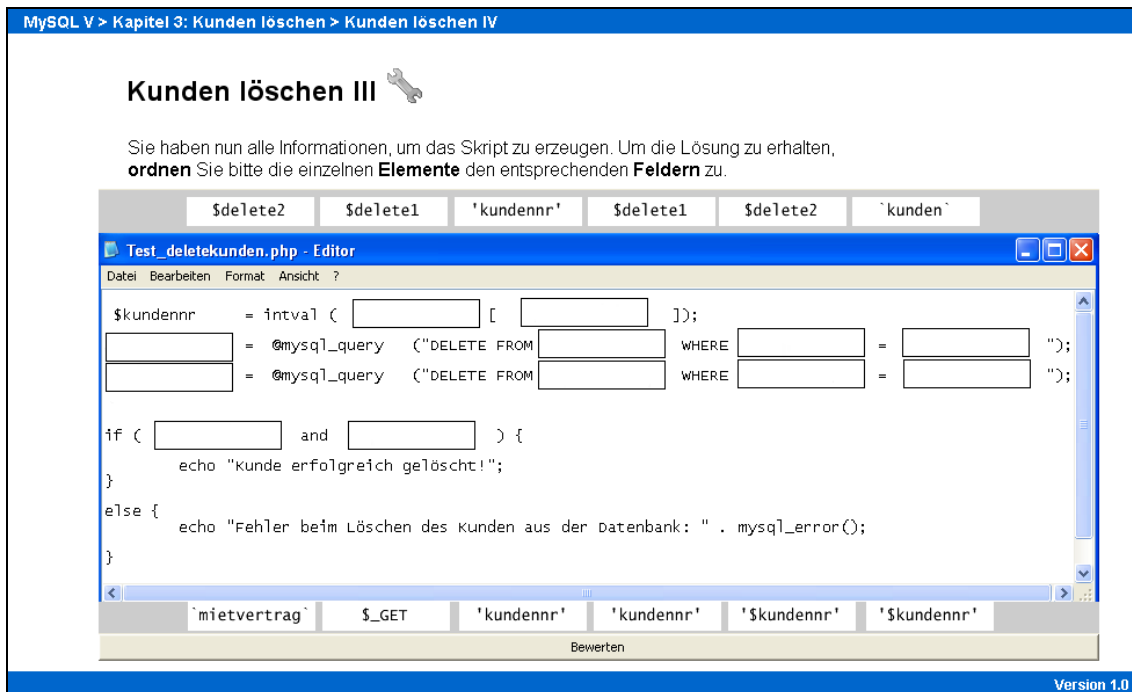 MySQL V > Kapitel 3: Kunden löschen > Kunden löschen IV
Kunden löschen III
Sie haben nun alle Informationen, um das Skript zu erzeugen. Um die Lösung zu erhalten,
ordnen Sie bitte die einzelnen Elemente den entsprechenden Feldern zu.
$delete2 $delete1 'kundennr' $delete1 $delete2 `kunden`
Test_deletekunden.php - Editor
Datei Bearbeiten Format Ansicht ?
$kundennr = intval ( [ ]);
= @mysql_query ("DELETE FROM WHERE = ");
= @mysql_query ("DELETE FROM WHERE = ");
if ( and ) {
echo "Kunde erfolgreich gelöscht!";
}
else {
echo "Fehler beim Löschen des Kunden aus der Datenbank: " . mysql_error();
}
`mietvertrag` $_GET 'kundennr' 'kundennr' '$kundennr' '$kundennr'
Bewerten
Version 1.0